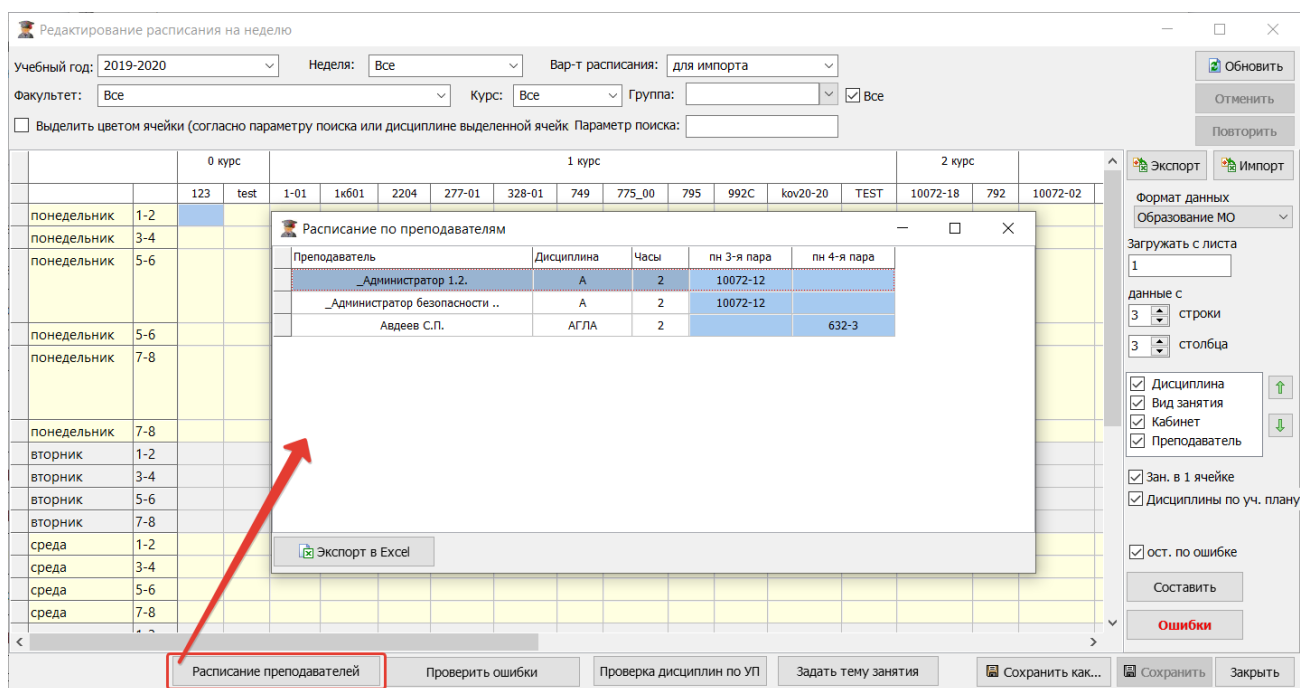 Редактирование расписания на неделю
Учебный год: 2019-2020 Неделя: Все Вар-т расписания: для импорта Обновить
Факультет: Все Курс: Все Группа: Все Отменить
Выделить цветом ячейки (согласно параметру поиска или дисциплине выделенной ячейк Параметр поиска: Повторить
0 курс 1 курс 2 курс Экспорт Импорт
123 test 1-01 1к601 2204 277-01 328-01 749 775_00 795 992С kov20-20 TEST 10072-18 792 10072-02
Формат данных
Образование МО
Загружать с листа
1
данные с
3 строки
3 столбца
Дисциплина
Вид занятия
Кабинет
Преподаватель
Зан. в 1 ячейке
Дисциплины по уч. плану
ост. по ошибке
Составить
Ошибки
понедельник 1-2
понедельник 3-4
понедельник 5-6
понедельник 5-6
понедельник 7-8
понедельник 7-8
вторник 1-2
вторник 3-4
вторник 5-6
вторник 7-8
среда 1-2
среда 3-4
среда 5-6
среда 7-8
Расписание по преподавателям
Преподаватель Дисциплина Часы пн 3-я пара пн 4-я пара
_Администратор 1.2. А 2 10072-12
_Администратор безопасности .. А 2 10072-12
Авдеев С.П. АГЛА 2 632-3
Экспорт в Excel
Расписание преподавателей Проверить ошибки Проверка дисциплин по УП Задать тему занятия Сохранить как... Сохранить Закрыть